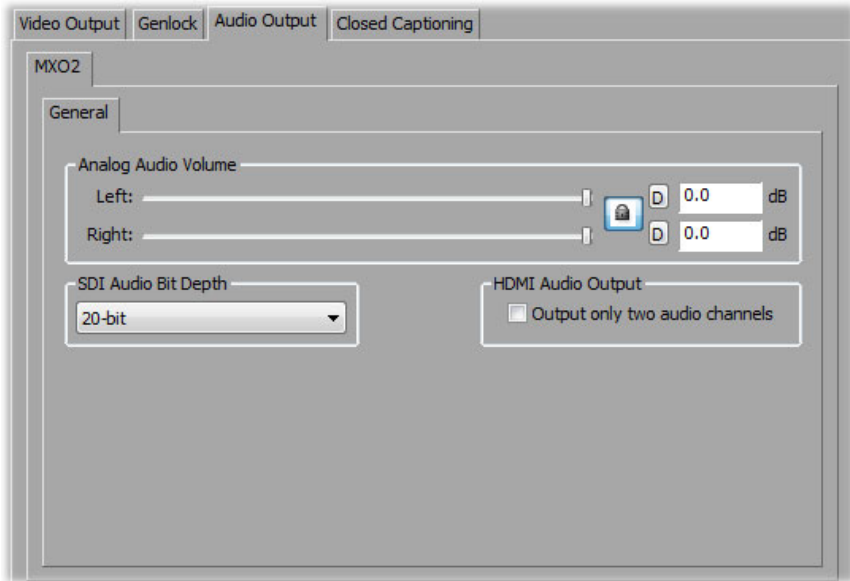 Video Output Genlock Audio Output Closed Captioning
MXO2
General
Analog Audio Volume
Left: D 0.0 dB
Right: D 0.0 dB
SDI Audio Bit Depth HDMI Audio Output
20-bit Output only two audio channels